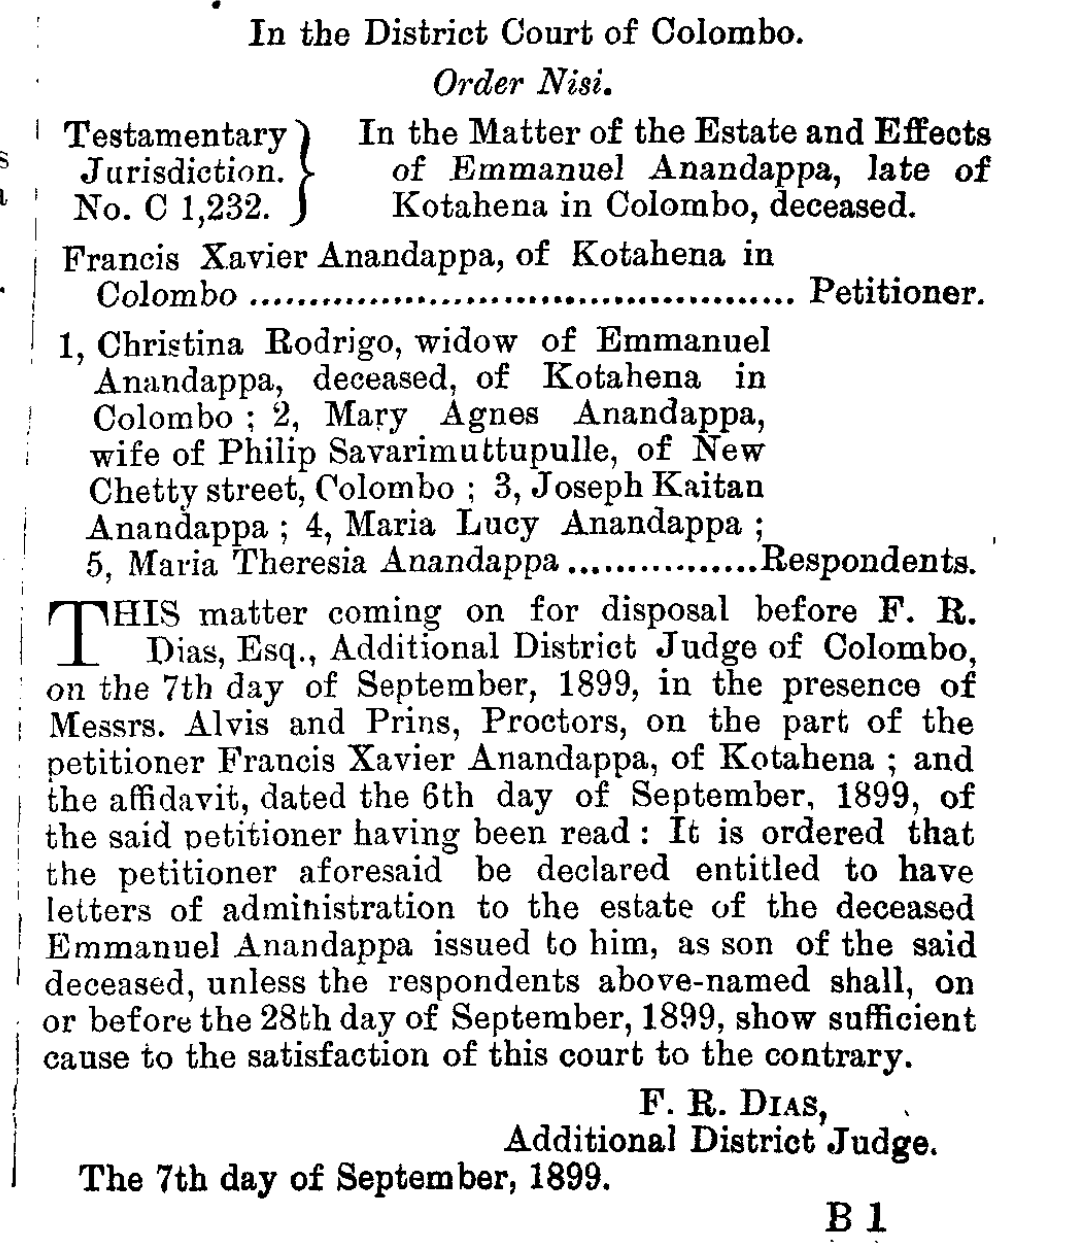 In the District Court of Colombo.
Order Nisi.
Testamentary
Jurisdiction.
No. C 1,232.
In the Matter of the Estate and Effects
of Emmanuel Anandappa, late of
Kotahena in Colombo, deceased.
Francis Xavier Anandappa, of Kotahena in
Colombo ............................................. Petitioner.
1, Christina Rodrigo, widow of Emmanuel
Anandappa, deceased, of Kotahena in
Colombo ; 2, Mary Agnes Anandappa,
wife of Philip Savarimuttupulle, of New
Chetty street, Colombo ; 3, Joseph Kaitan
Anandappa ; 4, Maria Lucy Anandappa ;
5, Maria Theresia Anandappa ................Respondents.
THIS matter coming on for disposal before F. R.
Dias, Esq., Additional District Judge of Colombo,
on the 7th day of September, 1899, in the presence of
Messrs. Alvis and Prins, Proctors, on the part of the
petitioner Francis Xavier Anandappa, of Kotahena ; and
the affidavit, dated the 6th day of September, 1899, of
the said petitioner having been read : It is ordered that
the petitioner aforesaid be declared entitled to have
letters of administration to the estate of the deceased
Emmanuel Anandappa issued to him, as son of the said
deceased, unless the respondents above-named shall, on
or before the 28th day of September, 1899, show sufficient
cause to the satisfaction of this court to the contrary.
F. R. DIAS,
Additional District Judge.
The 7th day of September, 1899.
B 1